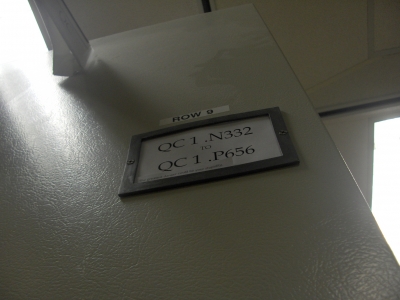 ROW 9
QC 1 .N332
TO
QC 1 .P656